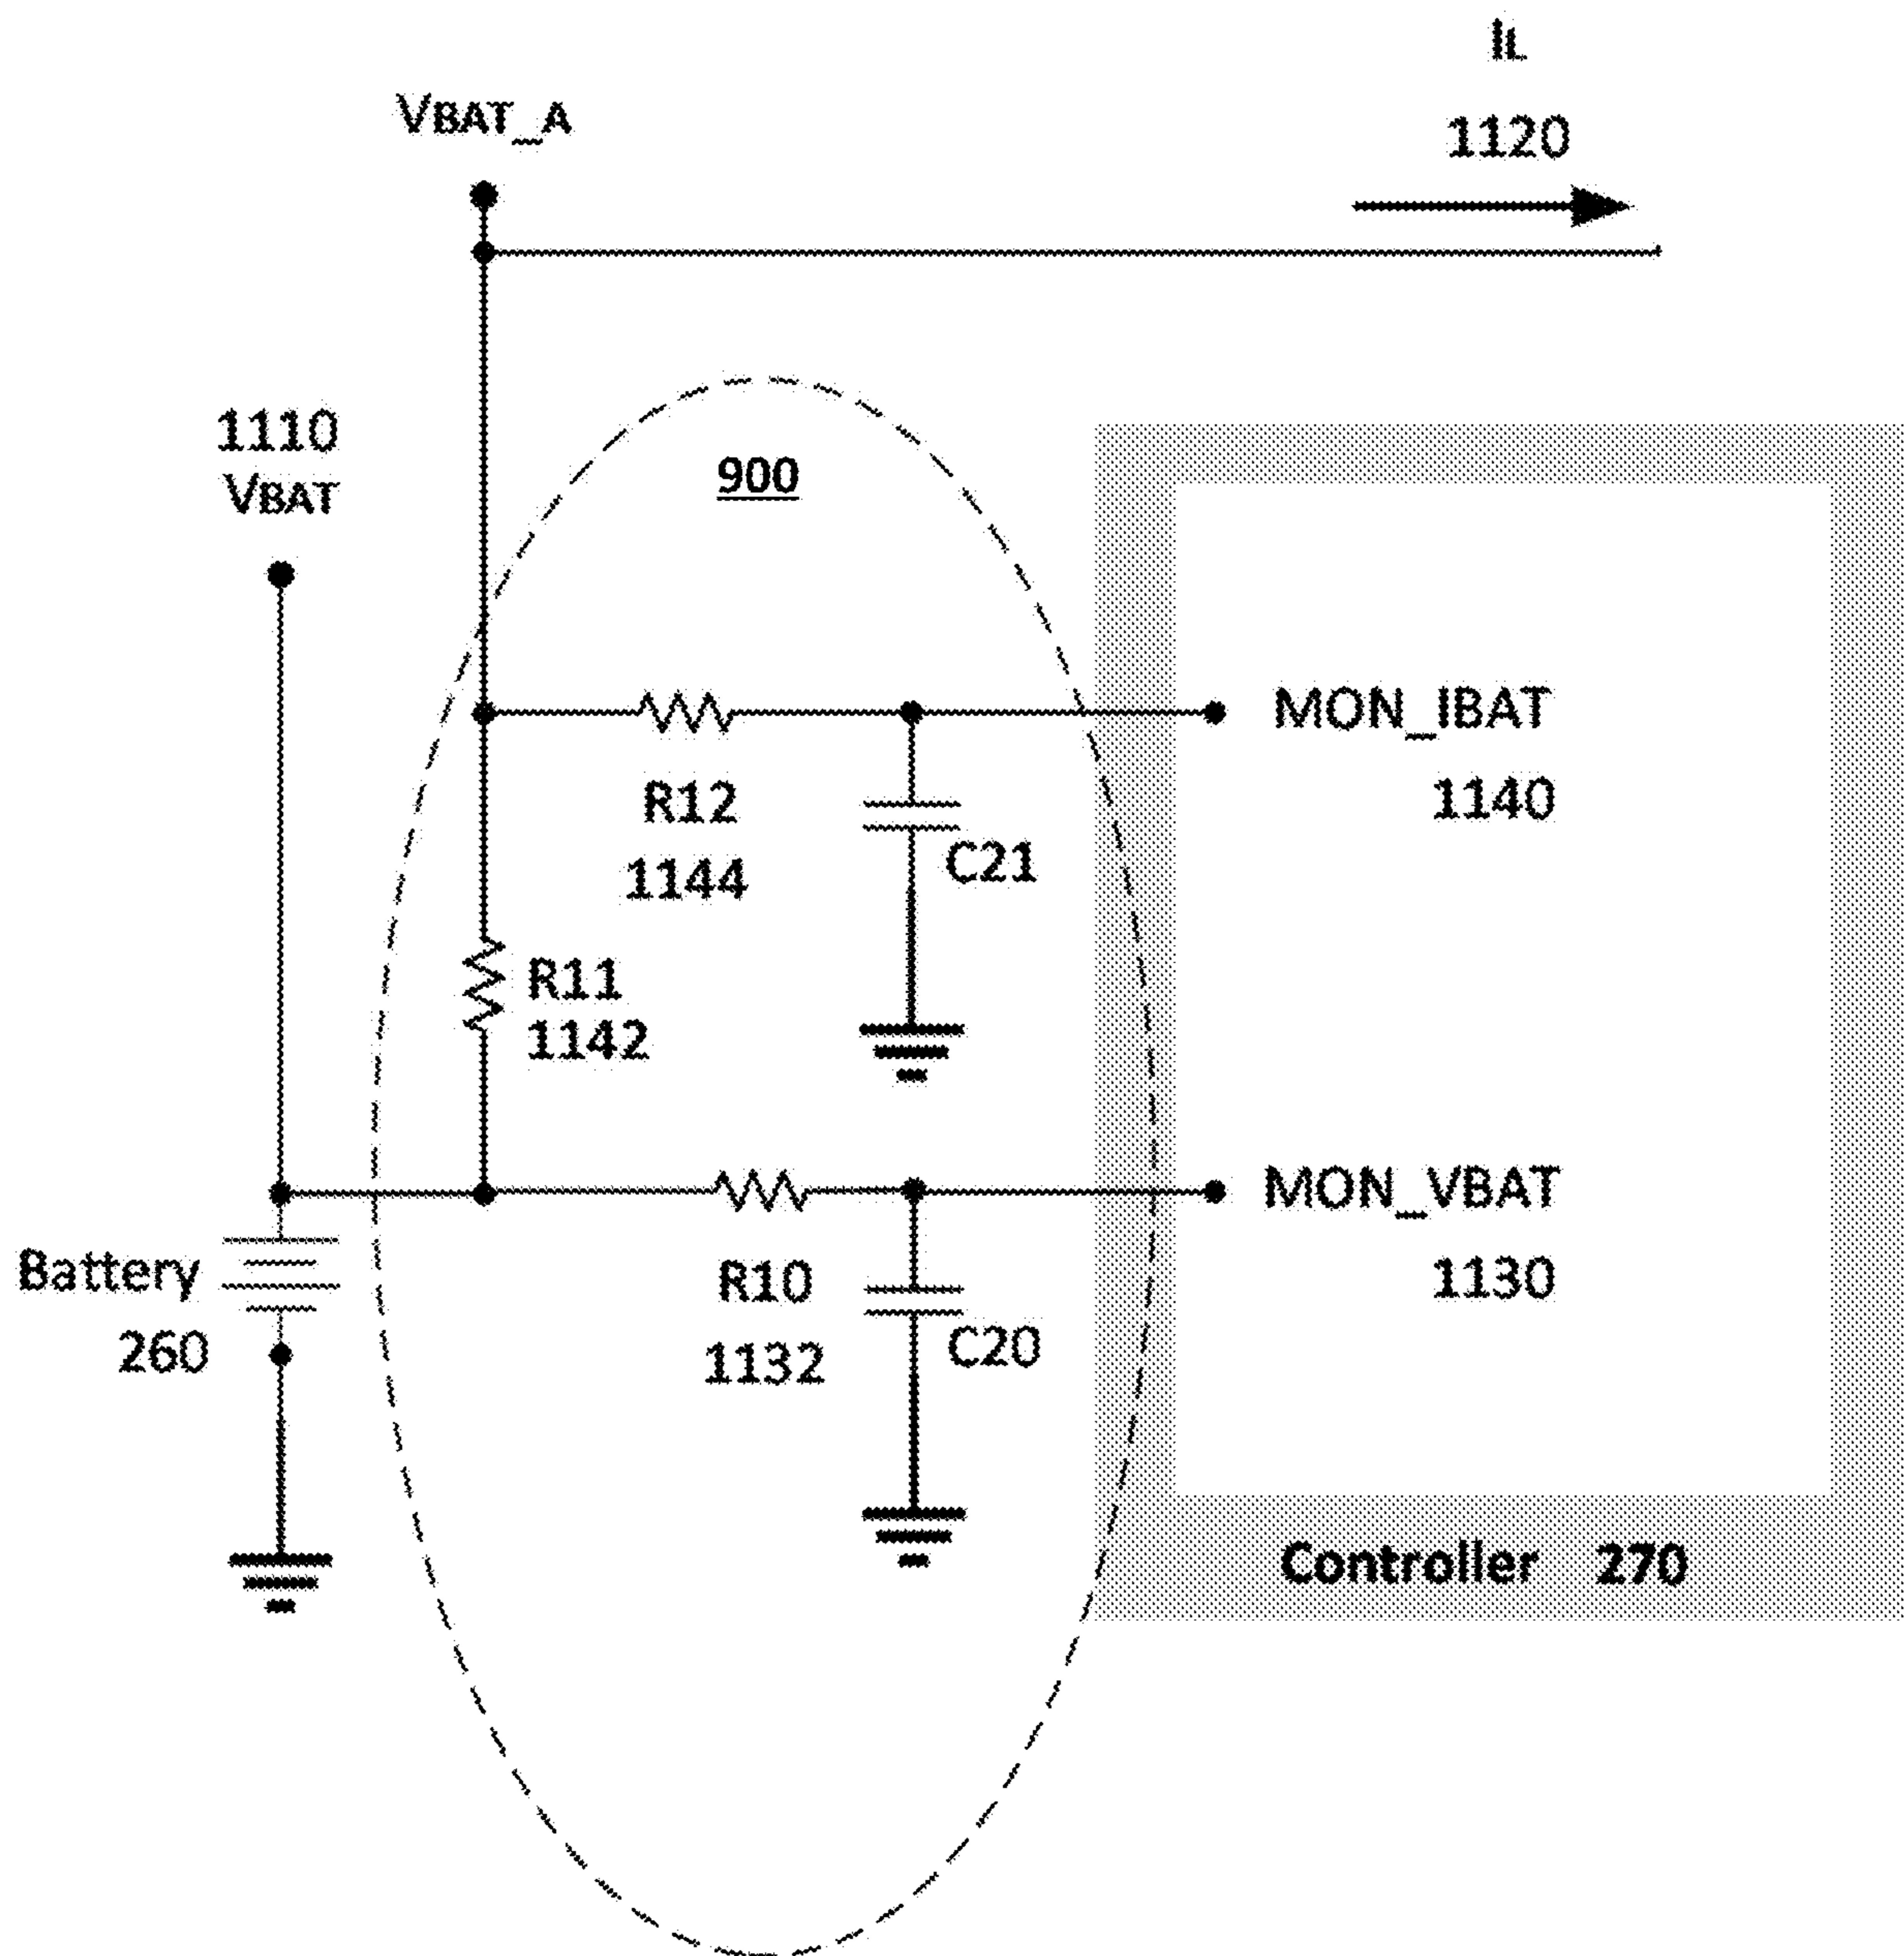 IL
1120
VBAT_A
1110
VBAT
900
MON_IBAT
1140
R12
1144
C21
R11
1142
MON_VBAT
1130
Battery
260
R10
1132
C20
Controller 270